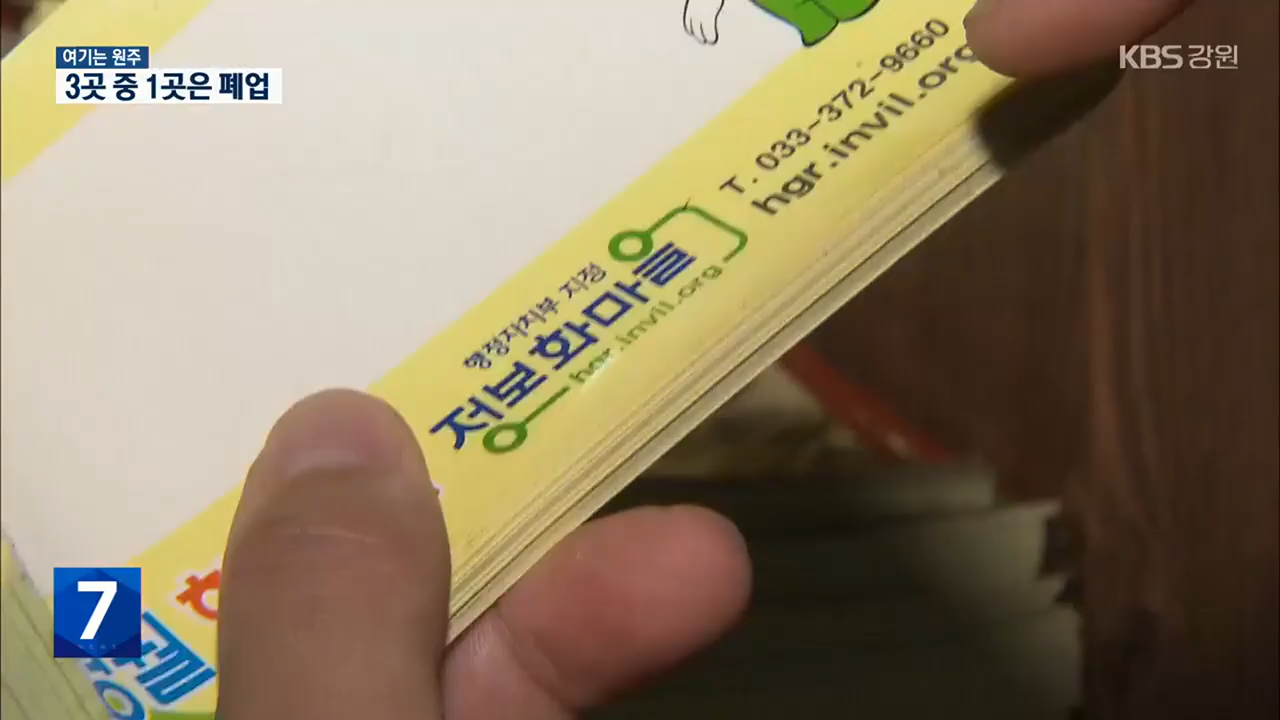 여기는 원주
3곳 중 1곳은 폐업
KBS 강원
T. 033-372-9660
hgr.invil.org
행정자치부 지정
정보화마을
hgr.invil.org
7